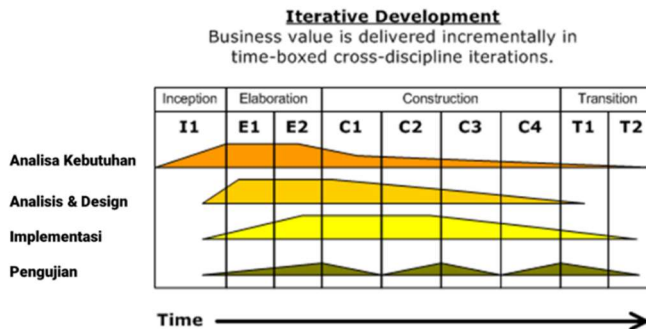 Iterative Development
Business value is delivered incrementally in
time-boxed cross-discipline iterations.
Inception Elaboration Construction Transition
I1 E1 E2 C1 C2 C3 C4 T1 T2
Analisa Kebutuhan
Analisis & Design
Implementasi
Pengujian
Time